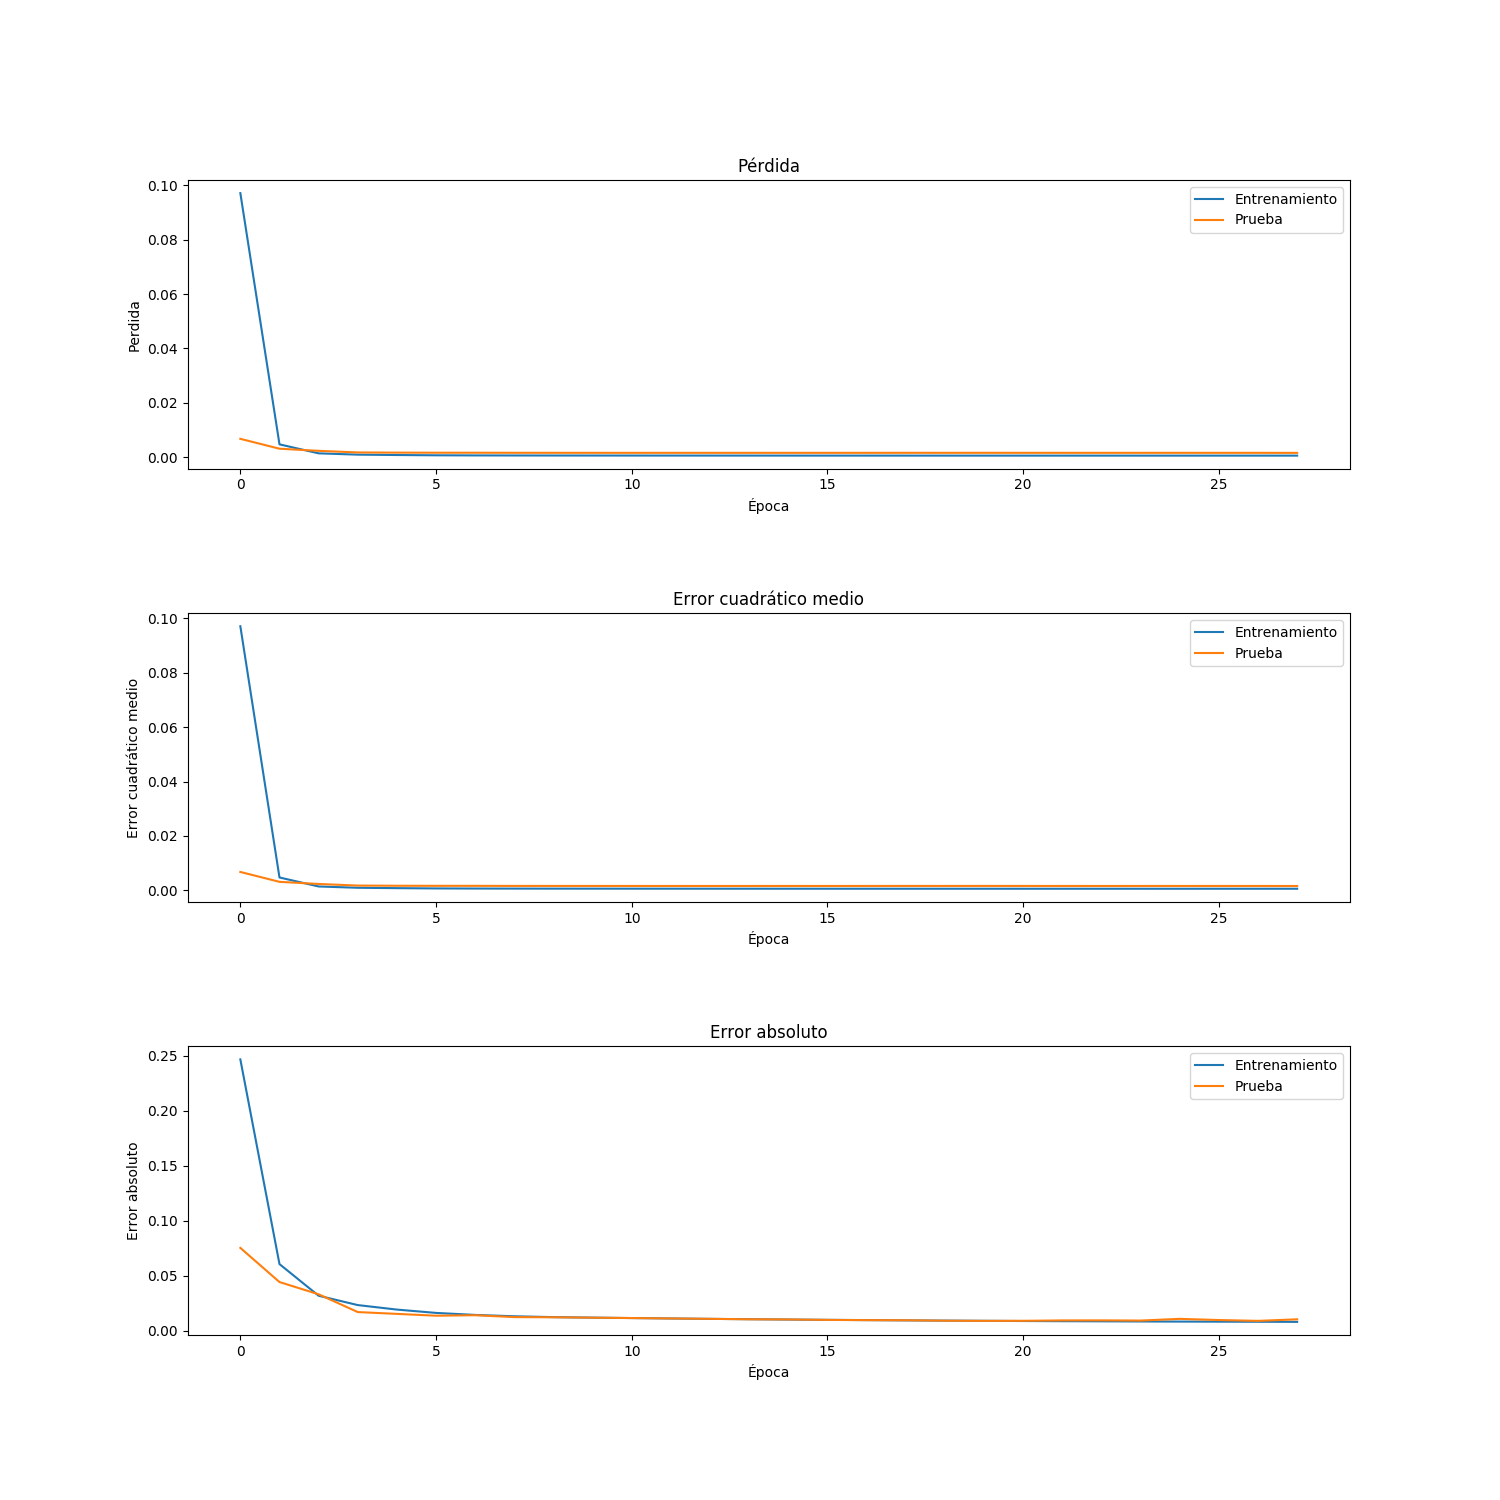 Pérdida
0.10
0.08
0.06
0.04
0.02
0.00
Perdida
Entrenamiento
Prueba
0 5 10 15 20 25
Época
Error cuadrático medio
0.10
0.08
0.06
0.04
0.02
0.00
Error cuadrático medio
Entrenamiento
Prueba
0 5 10 15 20 25
Época
Error absoluto
0.25
0.20
0.15
0.10
0.05
0.00
Error absoluto
Entrenamiento
Prueba
0 5 10 15 20 25
Época